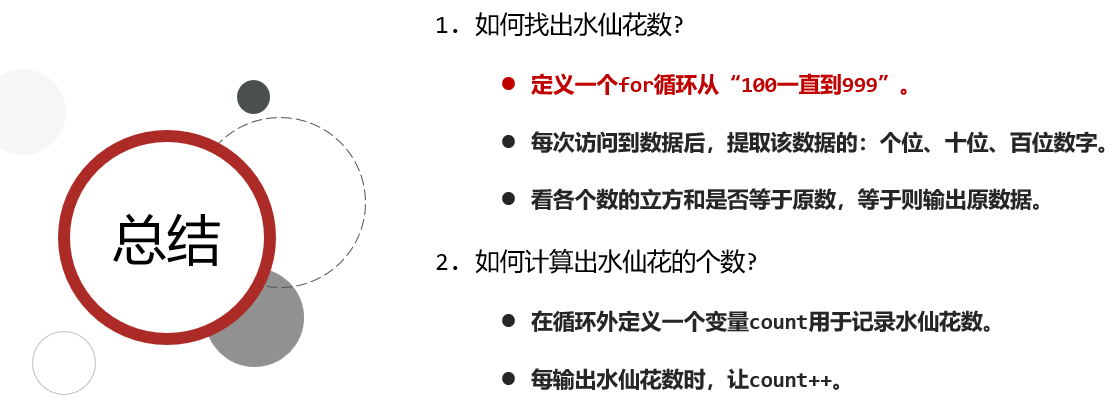 总结
1. 如何找出水仙花数?
● 定义一个for循环从“100一直到999”。
● 每次访问到数据后，提取该数据的：个位、十位、百位数字。
● 看各个数的立方和是否等于原数，等于则输出原数据。
2. 如何计算出水仙花的个数?
● 在循环外定义一个变量count用于记录水仙花数。
● 每输出水仙花数时，让count++。